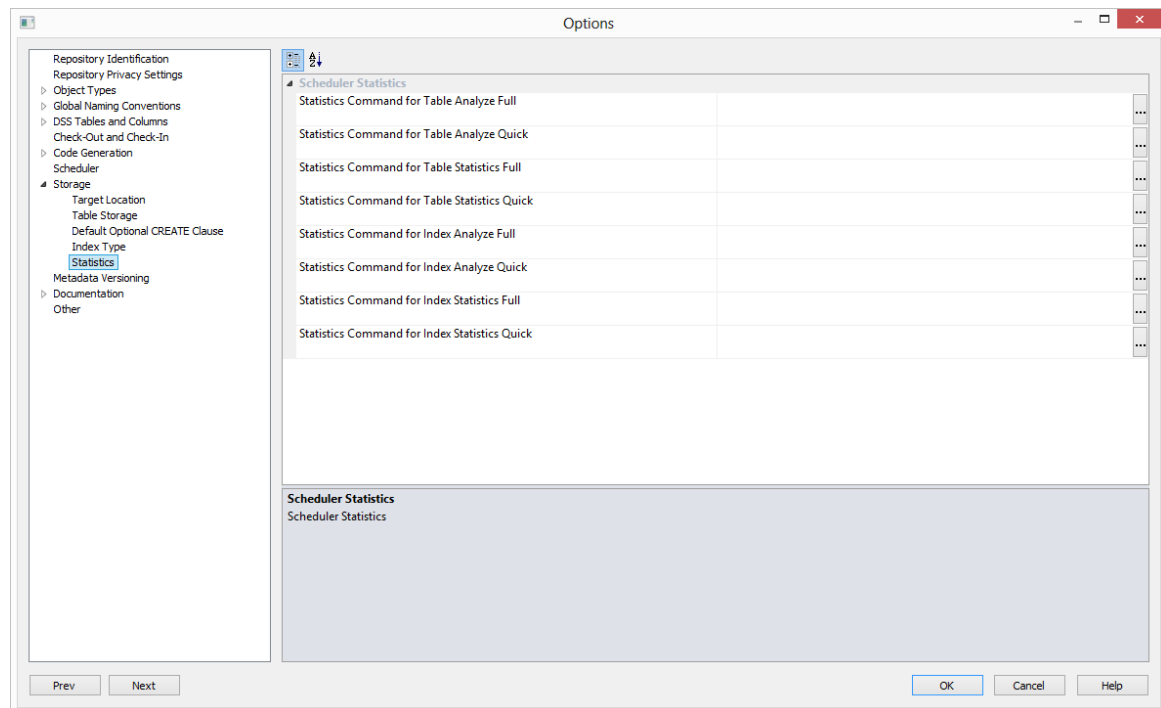 Options
Repository Identification
Repository Privacy Settings
Object Types
Global Naming Conventions
DSS Tables and Columns
Check-Out and Check-In
Code Generation
Scheduler
Storage
Target Location
Table Storage
Default Optional CREATE Clause
Index Type
Statistics
Metadata Versioning
Documentation
Other
A
Z
Scheduler Statistics
Statistics Command for Table Analyze Full
...
Statistics Command for Table Analyze Quick
...
Statistics Command for Table Statistics Full
...
Statistics Command for Table Statistics Quick
...
Statistics Command for Index Analyze Full
...
Statistics Command for Index Analyze Quick
...
Statistics Command for Index Statistics Full
...
Statistics Command for Index Statistics Quick
...
Scheduler Statistics
Scheduler Statistics
Prev Next OK Cancel Help